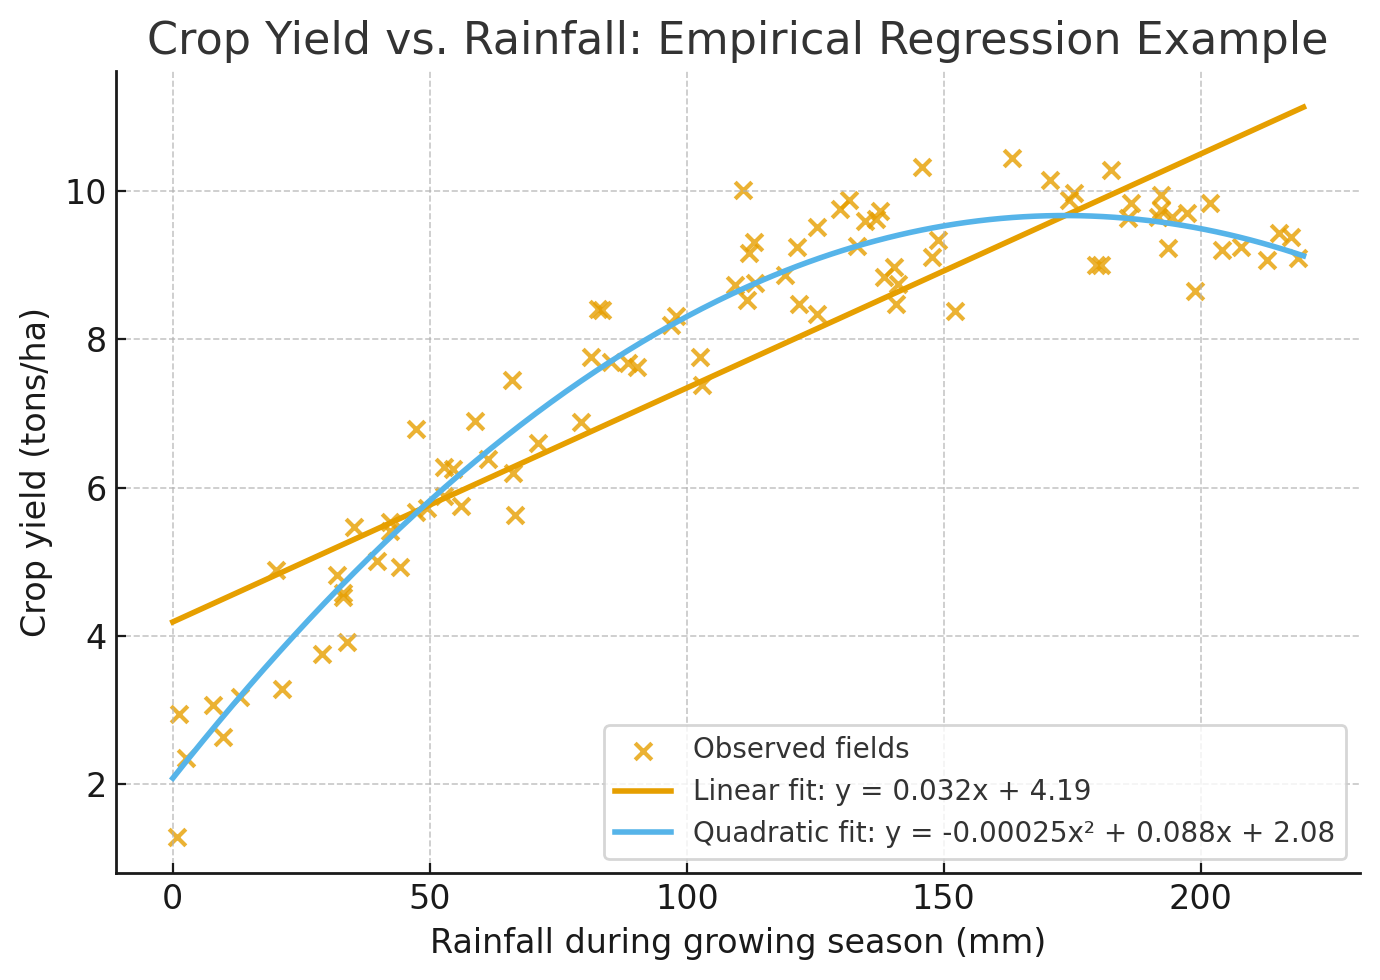 Crop Yield vs. Rainfall: Empirical Regression Example
Crop yield (tons/ha)
10
8
6
4
2
Observed fields
Linear fit: y = 0.032x + 4.19
Quadratic fit: y = -0.00025x² + 0.088x + 2.08
0 50 100 150 200
Rainfall during growing season (mm)